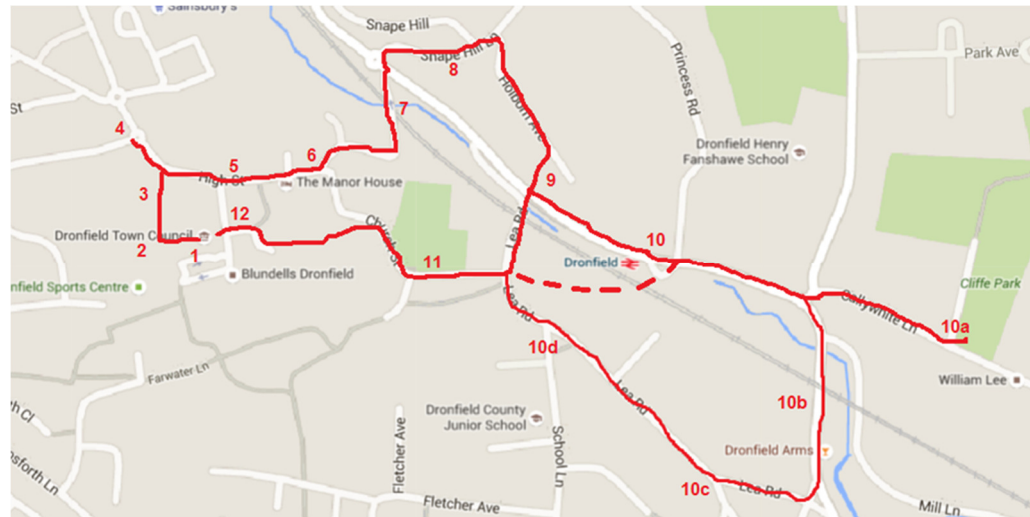 Sainsbury's
Snape Hill
Snape Hill Ln
8
Park Ave
Princess Rd
Holborn Ave
7
St
4
Dronfield Henry
Fanshawe School
6
5
High St
The Manor House
9
3
12
Church St
Lea Rd
Dronfield Town Council
2
1
10
11
Dronfield
Blundells Dronfield
nfield Sports Centre
Cliffe Park
Callywhite Ln
Lea Rd
10a
10d
Farwater Ln
William Lee
Lea Rd
10b
Dronfield County
Junior School
Fletcher Ave
School Ln
Dronfield Arms
osforth Cl
10c
Lea Rd
Fletcher Ave
Mill Ln